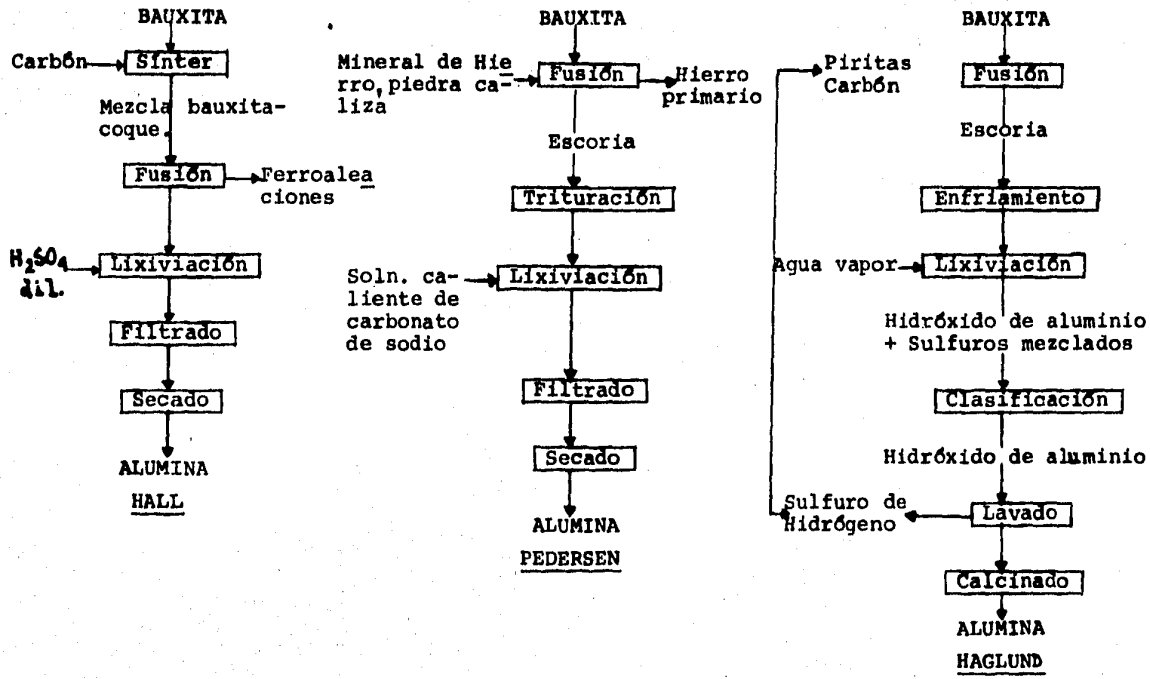 BAUXITA
Carbón
Sínter
Mezcla bauxita-
coque.
Fusión
Ferroalea
ciones
H₂SO₄
dil.
Lixiviación
Filtrado
Secado
ALUMINA
HALL
BAUXITA
Mineral de Hie
rro, piedra ca-
liza
Fusión
Hierro
primario
Escoria
Trituración
Soln. ca-
liente de
carbonato
de sodio
Lixiviación
Filtrado
Secado
ALUMINA
PEDERSEN
BAUXITA
Piritas
Carbón
Fusión
Escoria
Enfriamiento
Agua vapor
Lixiviación
Hidróxido de aluminio
+ Sulfuros mezclados
Clasificación
Hidróxido de aluminio
Sulfuro de
Hidrógeno
Lavado
Calcinado
ALUMINA
HAGLUND